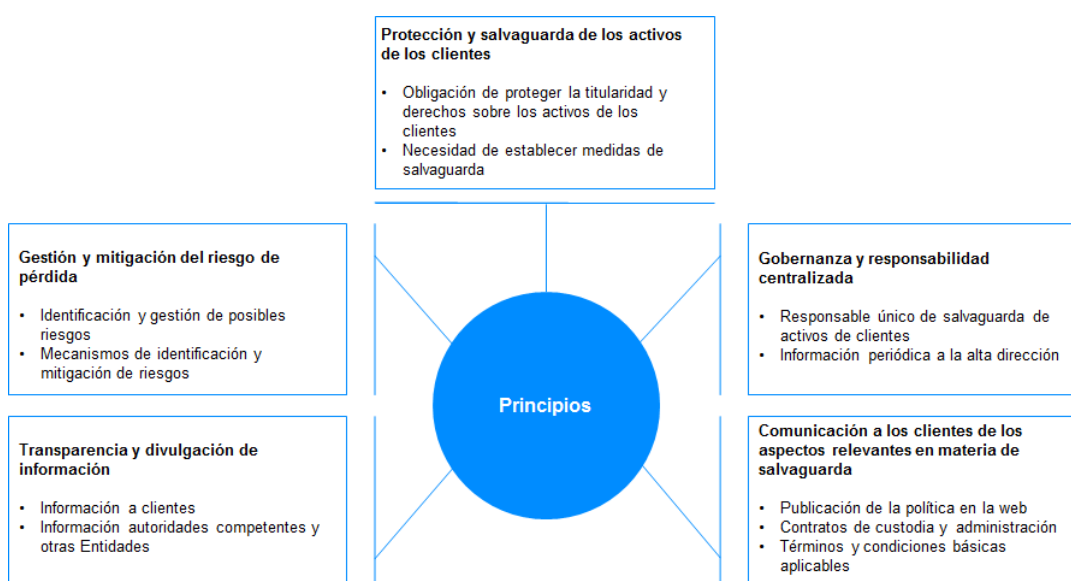 Protección y salvaguarda de los activos
de los clientes
• Obligación de proteger la titularidad y
derechos sobre los activos de los
clientes
• Necesidad de establecer medidas de
salvaguarda
Gestión y mitigación del riesgo de
pérdida
• Identificación y gestión de posibles
riesgos
• Mecanismos de identificación y
mitigación de riesgos
Gobernanza y responsabilidad
centralizada
• Responsable único de salvaguarda de
activos de clientes
• Información periódica a la alta dirección
Principios
Transparencia y divulgación de
información
• Información a clientes
• Información autoridades competentes y
otras Entidades
Comunicación a los clientes de los
aspectos relevantes en materia de
salvaguarda
• Publicación de la política en la web
• Contratos de custodia y administración
• Términos y condiciones básicas
aplicables